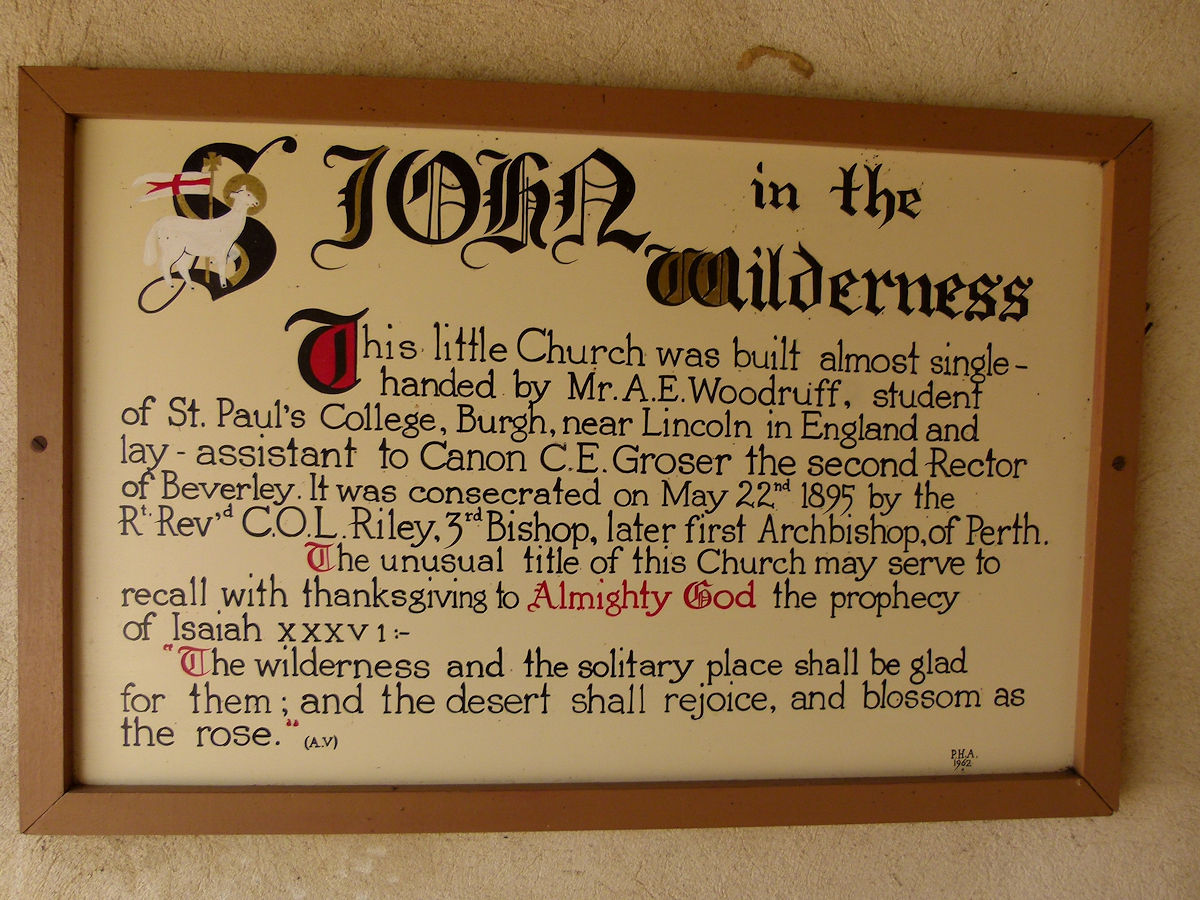 S JOHN in the
Wilderness
This little Church was built almost single-
handed by Mr. A. E. Woodruff, student
of St. Paul's College, Burgh, near Lincoln in England and
lay-assistant to Canon C. E. Groser the second Rector
of Beverley. It was consecrated on May 22nd 1895 by the
Rt. Rev'd C.O.L. Riley, 3rd Bishop, later first Archbishop, of Perth.
The unusual title of this Church may serve to
recall with thanksgiving to Almighty God the prophecy
of Isaiah XXXV 1:-
"The wilderness and the solitary place shall be glad
for them; and the desert shall rejoice, and blossom as
the rose." (A.V)
P.H.A.
1962